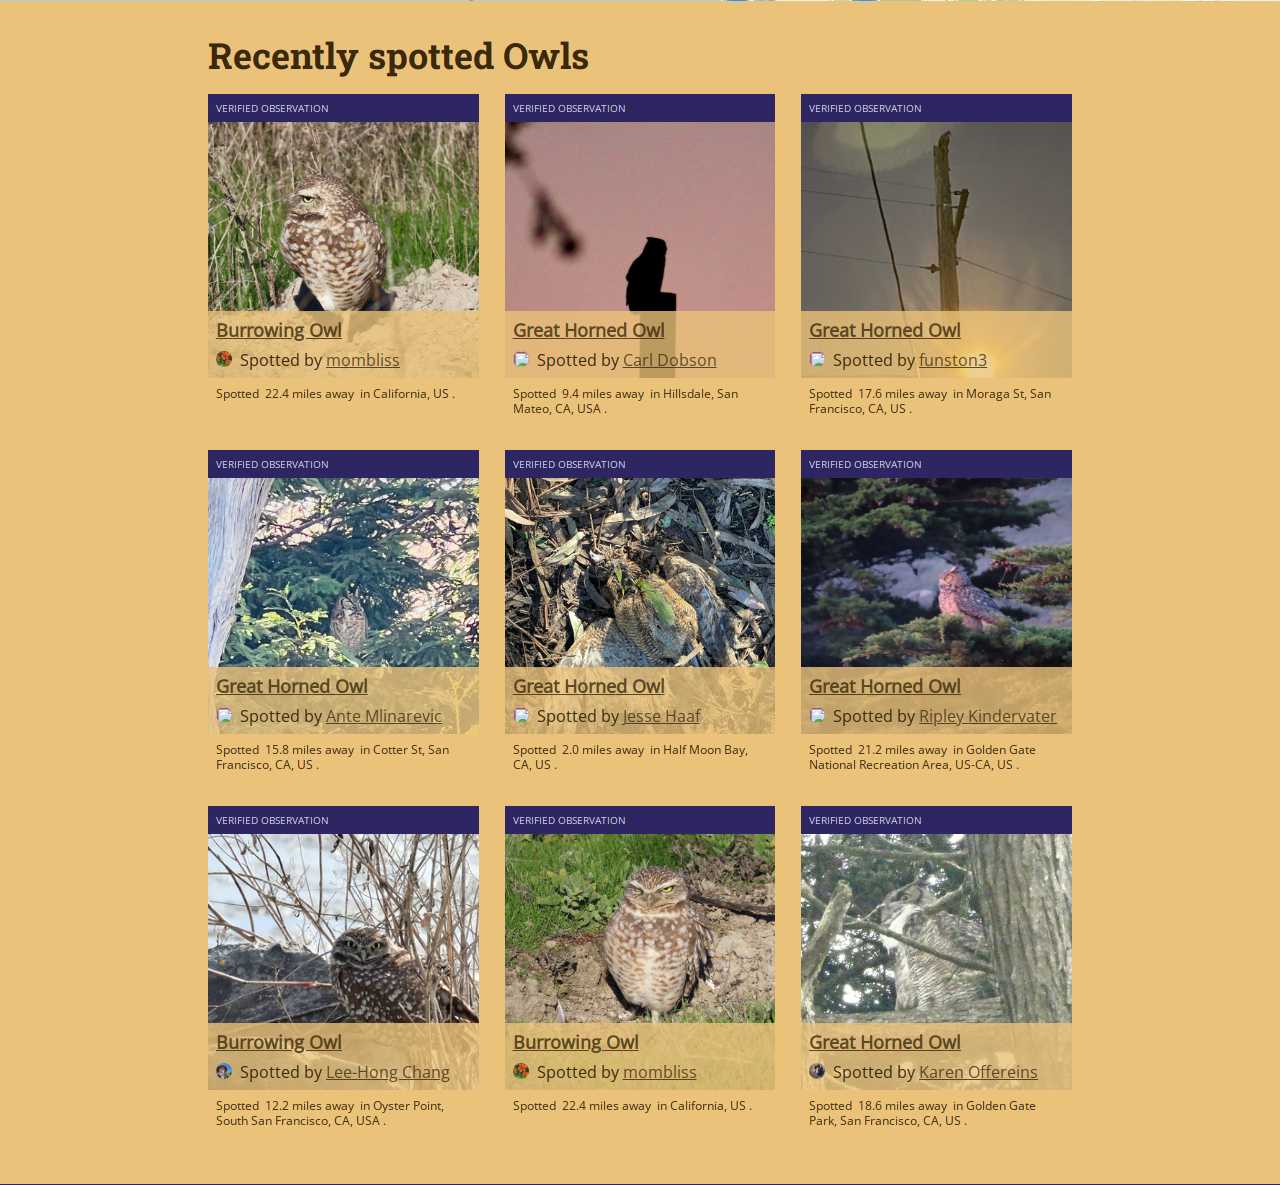 Recently spotted Owls
VERIFIED OBSERVATION
Burrowing Owl
Spotted by mombliss
Spotted 22.4 miles away in California, US .
VERIFIED OBSERVATION
Great Horned Owl
Spotted by Carl Dobson
Spotted 9.4 miles away in Hillsdale, San
Mateo, CA, USA .
VERIFIED OBSERVATION
Great Horned Owl
Spotted by funston3
Spotted 17.6 miles away in Moraga St, San
Francisco, CA, US .
VERIFIED OBSERVATION
Great Horned Owl
Spotted by Ante Mlinarevic
Spotted 15.8 miles away in Cotter St, San
Francisco, CA, US .
VERIFIED OBSERVATION
Great Horned Owl
Spotted by Jesse Haaf
Spotted 2.0 miles away in Half Moon Bay,
CA, US .
VERIFIED OBSERVATION
Great Horned Owl
Spotted by Ripley Kindervater
Spotted 21.2 miles away in Golden Gate
National Recreation Area, US-CA, US .
VERIFIED OBSERVATION
Burrowing Owl
Spotted by Lee-Hong Chang
Spotted 12.2 miles away in Oyster Point,
South San Francisco, CA, USA .
VERIFIED OBSERVATION
Burrowing Owl
Spotted by mombliss
Spotted 22.4 miles away in California, US .
VERIFIED OBSERVATION
Great Horned Owl
Spotted by Karen Offereins
Spotted 18.6 miles away in Golden Gate
Park, San Francisco, CA, US .